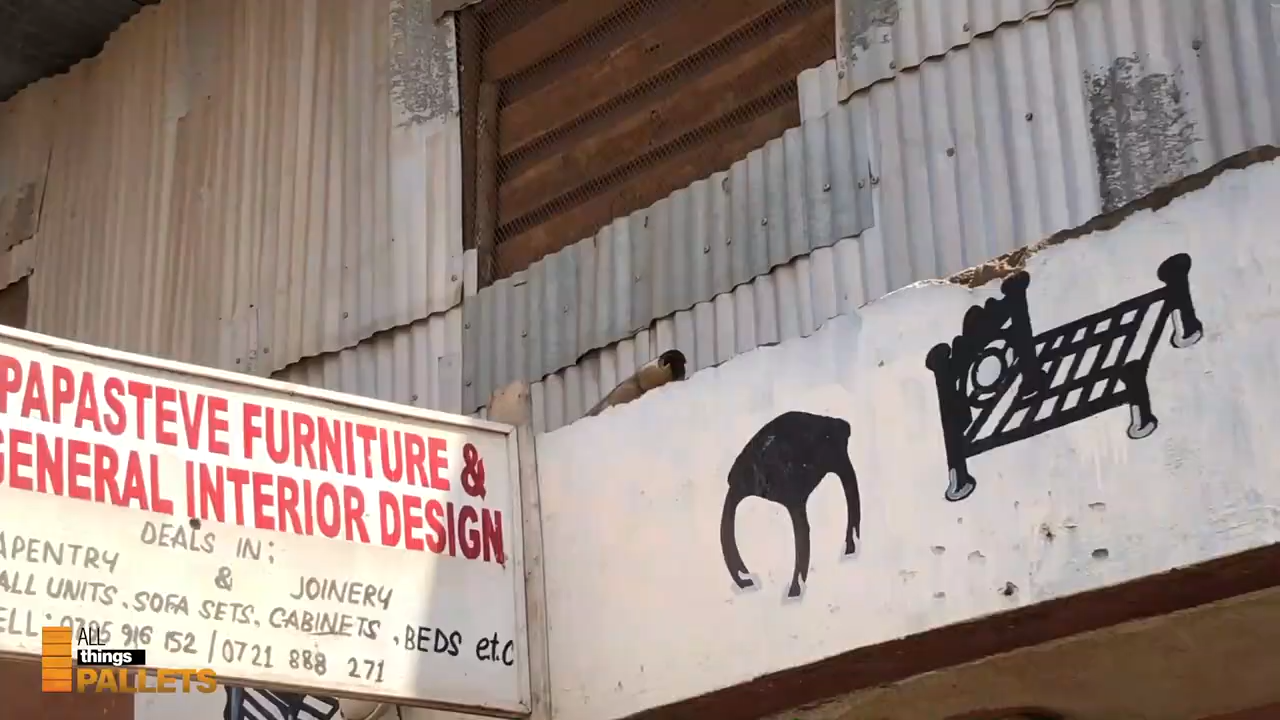 PAPASTEVE FURNITURE &
GENERAL INTERIOR DESIGN
DEALS IN:
APENTRY & JOINERY
ALL UNITS, SOFA SETS, CABINETS, BEDS etc
ELL: 0795 916 152 / 0721 888 271
ALL
things
PALLETS